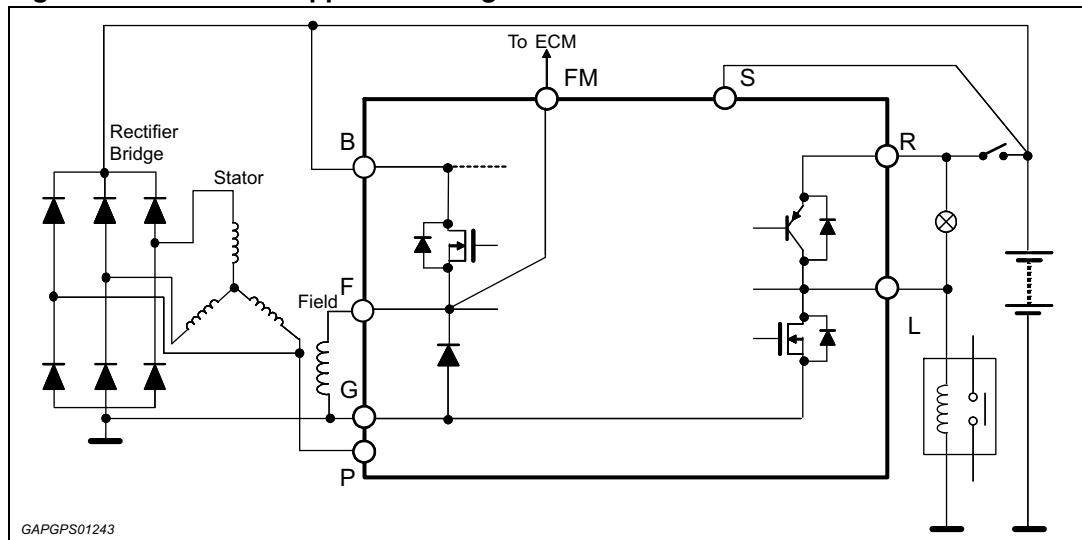 To ECM
FM
S
B
R
Rectifier
Bridge
Stator
F
Field
L
G
P
GAPGPS01243